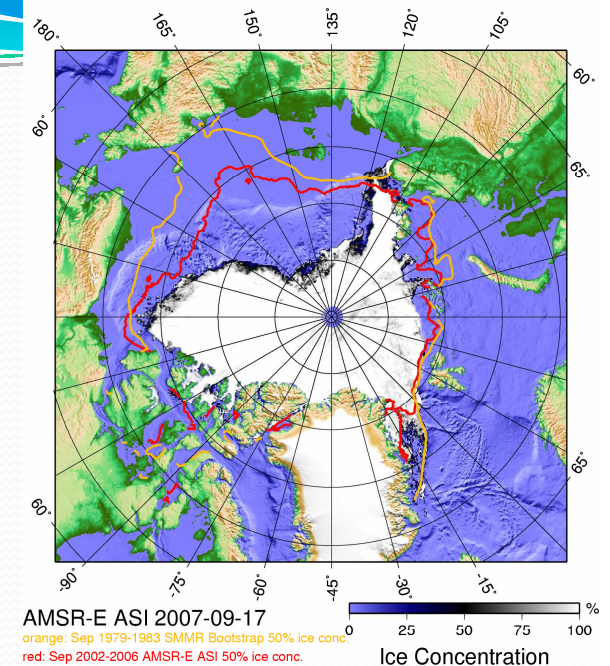 180° 165° 150° 135° 120° 105°
60° 60°
65°
65°
60°
-90° -75° -60° -45° -30° -15°
AMSR-E ASI 2007-09-17
orange: Sep 1979-1983 SMMR Bootstrap 50% ice conc.
red: Sep 2002-2006 AMSR-E ASI 50% ice conc.
%
0 25 50 75 100
Ice Concentration